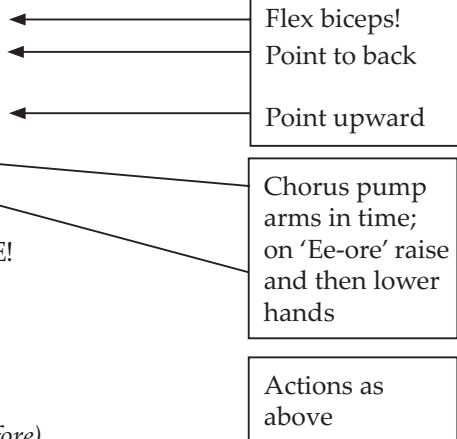 Flex biceps!
Point to back
Point upward
Chorus pump
arms in time;
on ‘Ee-ore’ raise
E!
and then lower
hands
Actions as
above
fore)